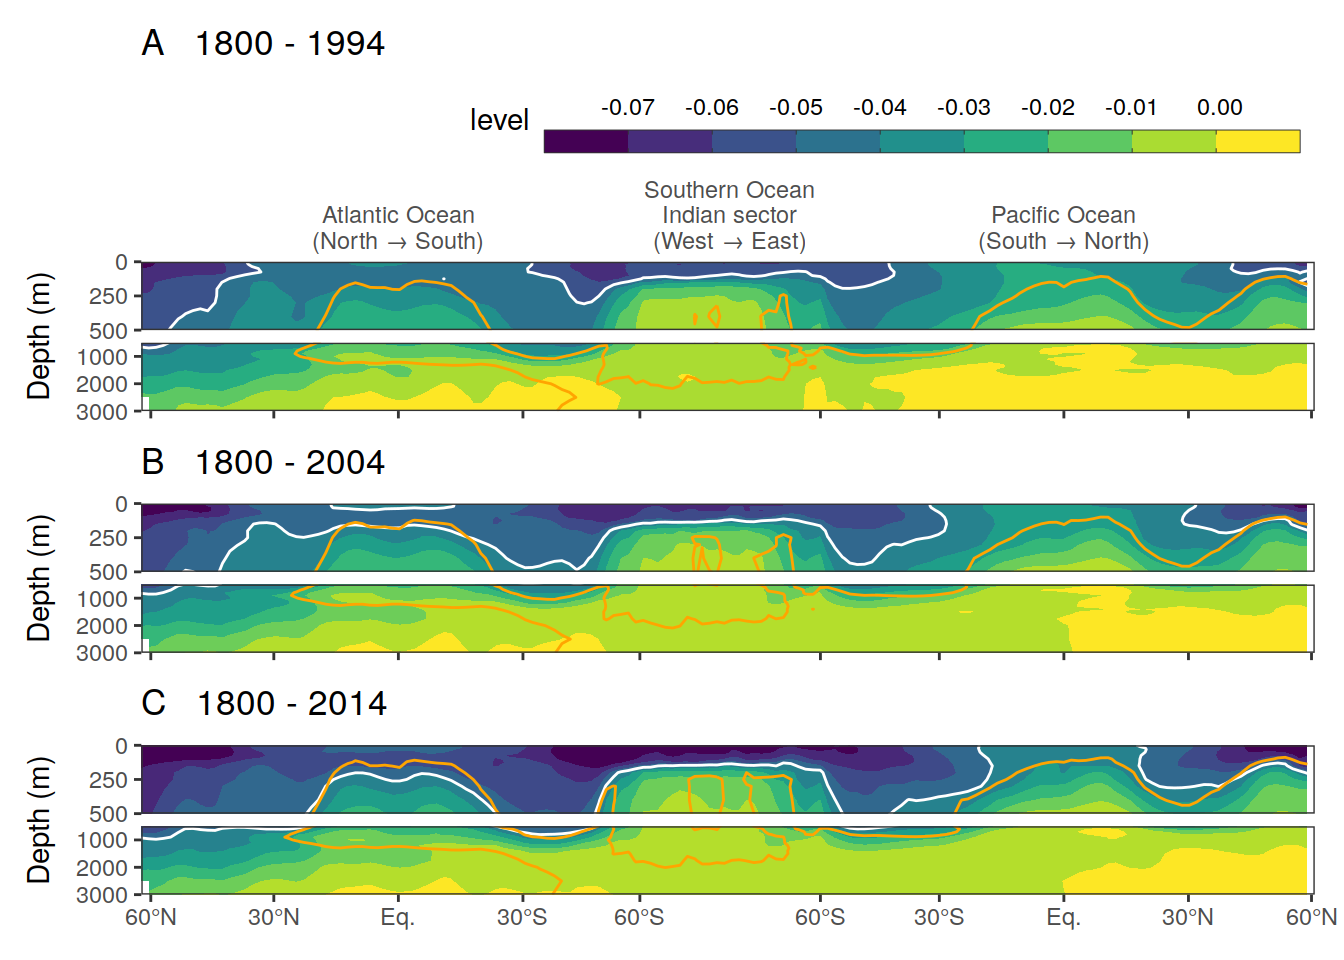 A 1800 - 1994
level -0.07 -0.06 -0.05 -0.04 -0.03 -0.02 -0.01 0.00
Atlantic Ocean
(North → South)
Southern Ocean
Indian sector
(West → East)
Pacific Ocean
(South → North)
Depth (m)
0
250
500
1000
2000
3000
B 1800 - 2004
Depth (m)
0
250
500
1000
2000
3000
C 1800 - 2014
Depth (m)
0
250
500
1000
2000
3000
60°N 30°N Eq. 30°S 60°S 60°S 30°S Eq. 30°N 60°N